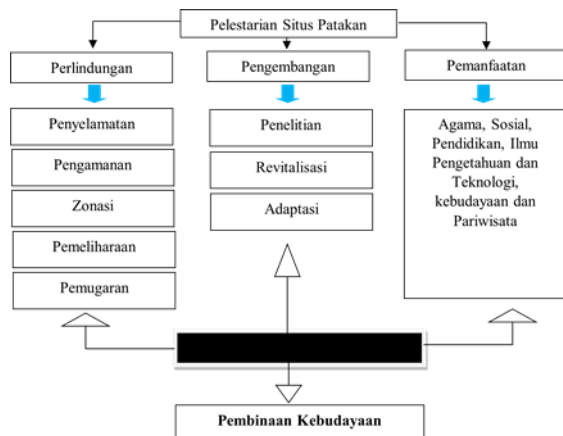 Pelestarian Situs Patakan
Perlindungan
Pengembangan
Pemanfaatan
Penyelamatan
Pengamanan
Zonasi
Pemeliharaan
Pemugaran
Penelitian
Revitalisasi
Adaptasi
Agama, Sosial,
Pendidikan, Ilmu
Pengetahuan dan
Teknologi,
kebudayaan dan
Pariwisata
Pembinaan Kebudayaan